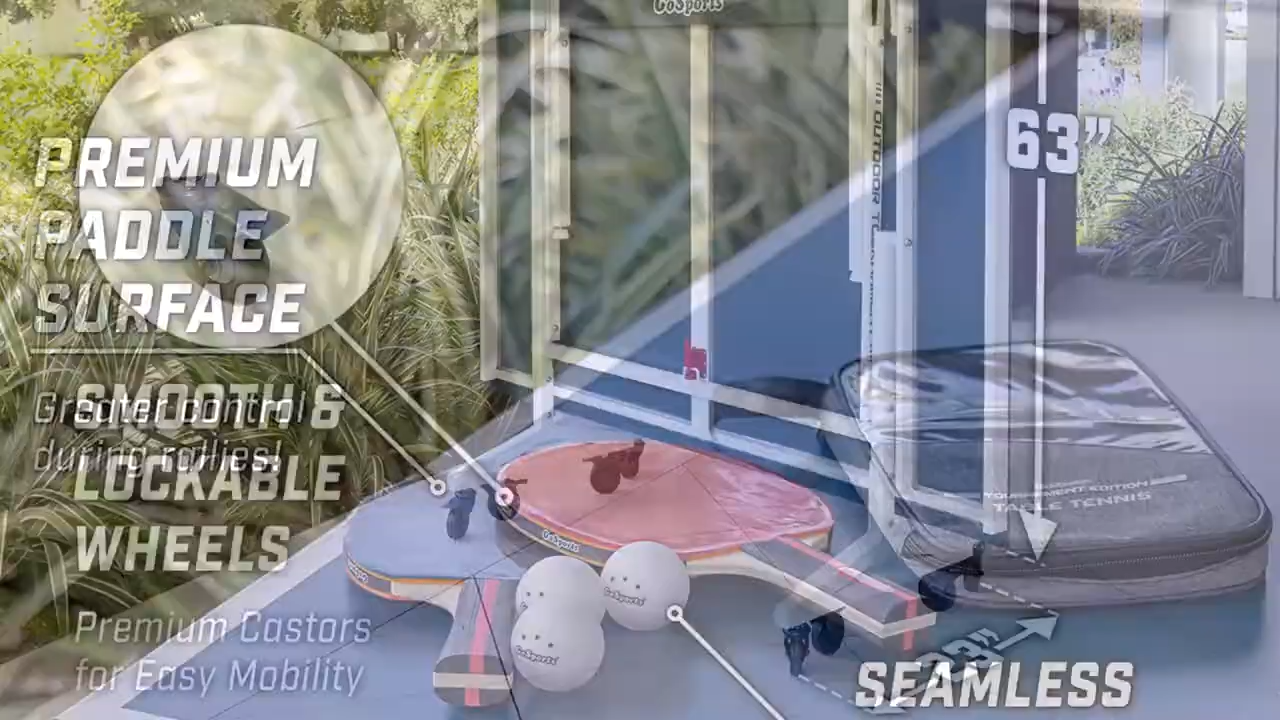 GoSports
63”
OUTDOOR
PREMIUM
PADDLE
SURFACE
Greater control
during rallies!
SMOOTH &
LOCKABLE
WHEELS
Premium Castors
for Easy Mobility
TOURNAMENT EDITION
TABLE TENNIS
GoSports
GoSports
GoSports
23”
SEAMLESS